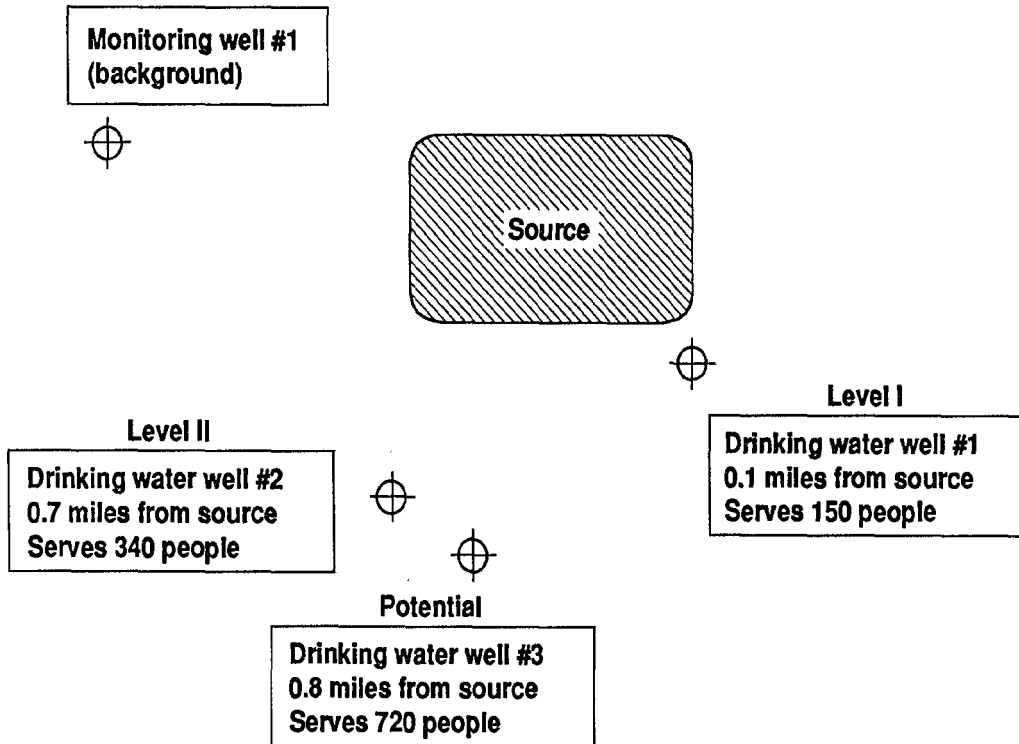 Monitoring well #1
(background)
Source
Level I
Drinking water well #1
0.1 miles from source
Serves 150 people
Level II
Drinking water well #2
0.7 miles from source
Serves 340 people
Potential
Drinking water well #3
0.8 miles from source
Serves 720 people